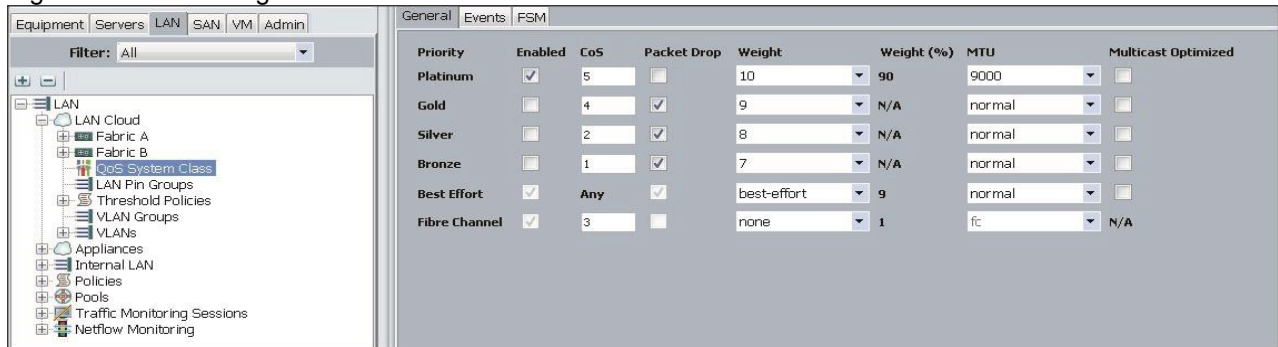 Equipment Servers LAN SAN VM Admin
Filter: All
LAN
LAN Cloud
Fabric A
Fabric B
QoS System Class
LAN Pin Groups
Threshold Policies
VLAN Groups
VLANs
Appliances
Internal LAN
Policies
Pools
Traffic Monitoring Sessions
Netflow Monitoring
General Events FSM
Priority Enabled CoS Packet Drop Weight Weight (%) MTU Multicast Optimized
Platinum 5 10 90 9000
Gold 4 9 N/A normal
Silver 2 8 N/A normal
Bronze 1 7 N/A normal
Best Effort Any best-effort 9 normal
Fibre Channel 3 none 1 fc N/A